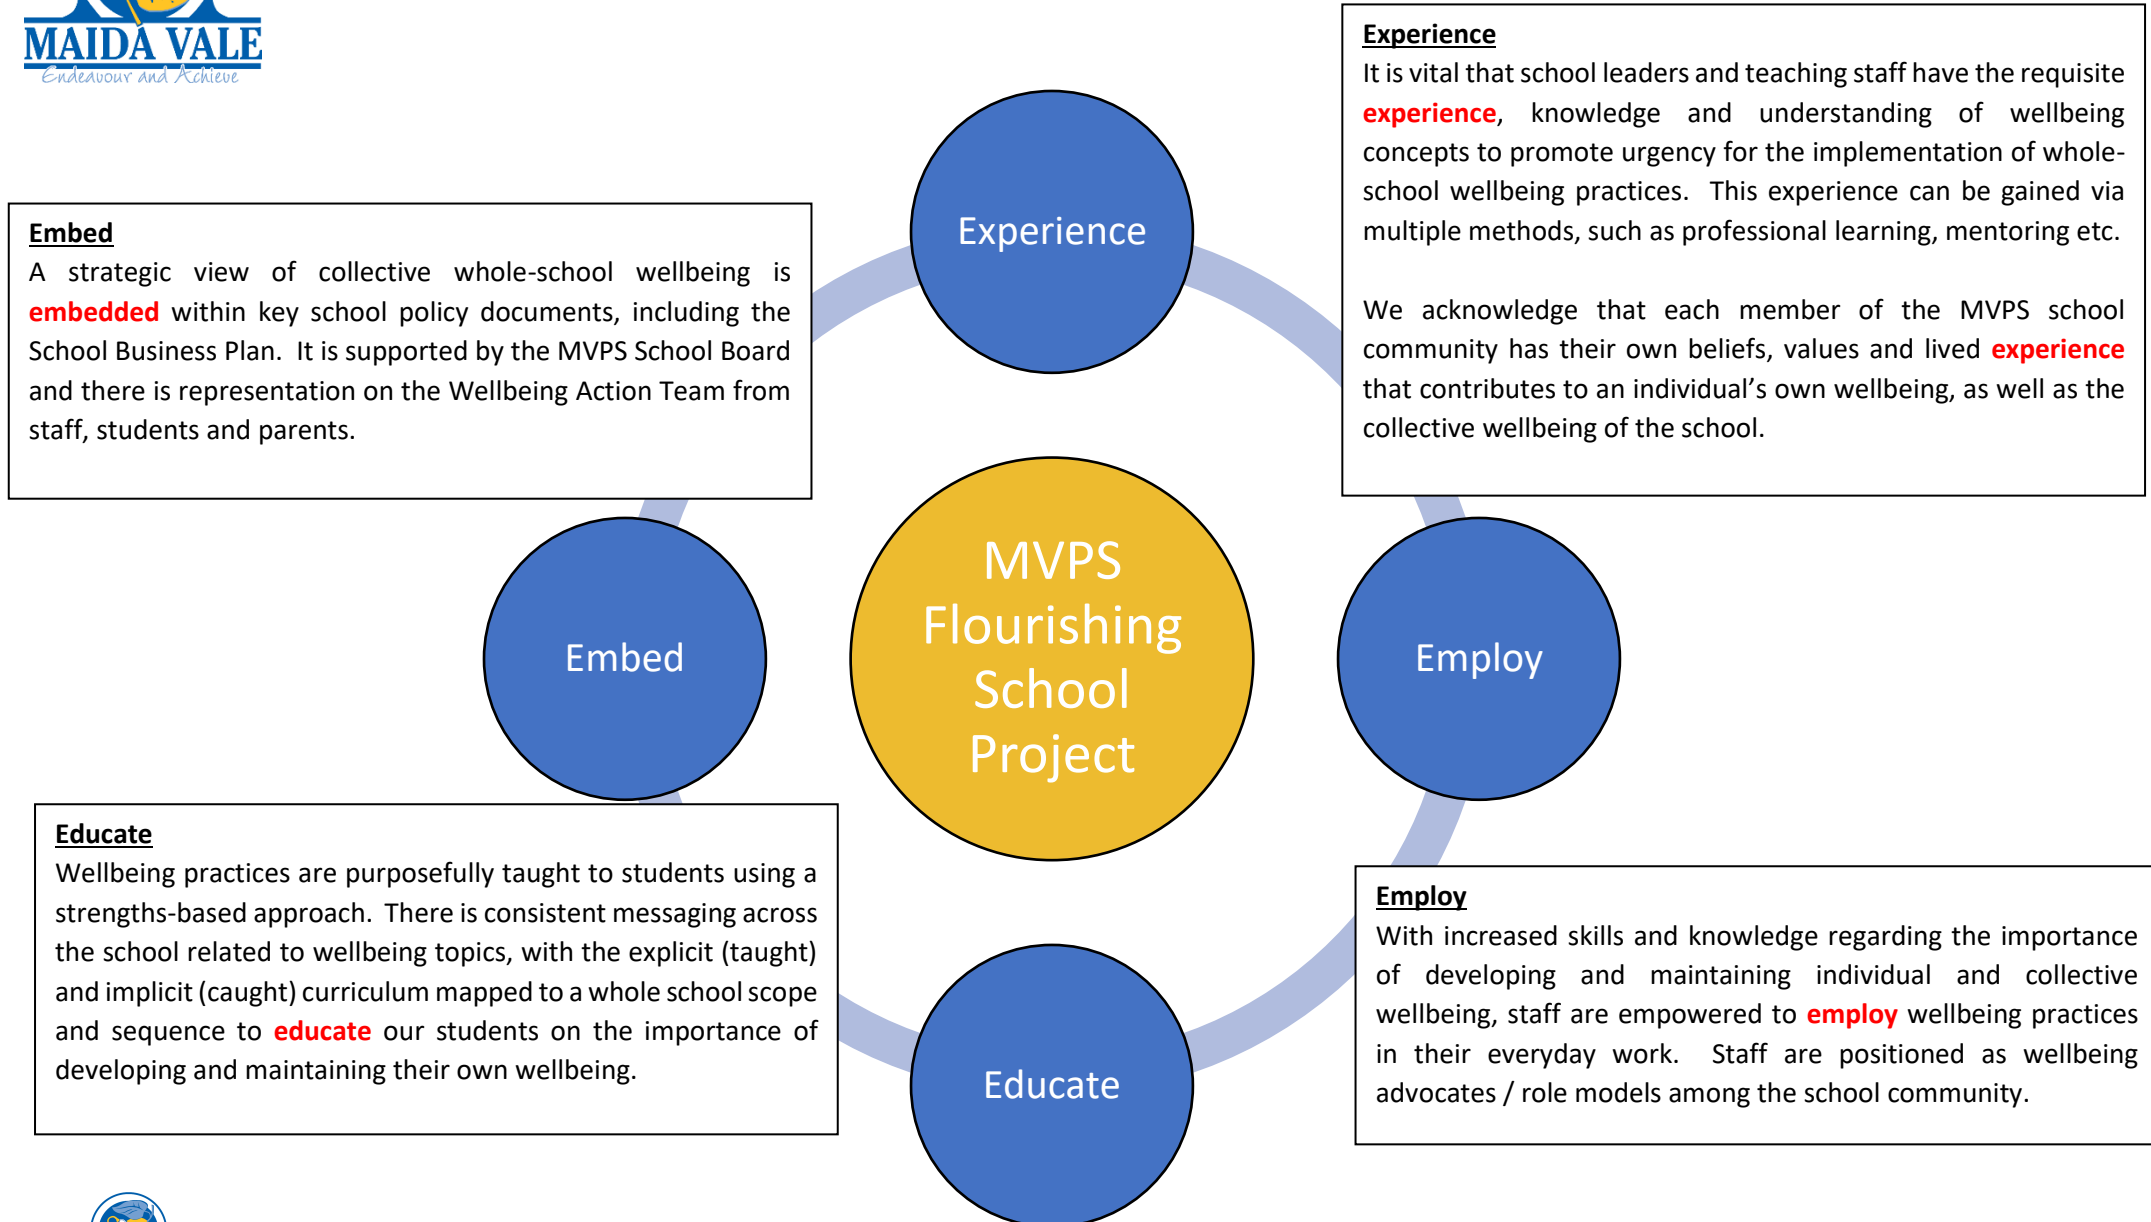 MAIDA VALE
Endeavour and Achieve
Experience
It is vital that school leaders and teaching staff have the requisite
experience, knowledge and understanding of wellbeing
concepts to promote urgency for the implementation of whole-
school wellbeing practices. This experience can be gained via
multiple methods, such as professional learning, mentoring etc.
We acknowledge that each member of the MVPS school
community has their own beliefs, values and lived experience
that contributes to an individual’s own wellbeing, as well as the
collective wellbeing of the school.
Experience
Embed
A strategic view of collective whole-school wellbeing is
embedded within key school policy documents, including the
School Business Plan. It is supported by the MVPS School Board
and there is representation on the Wellbeing Action Team from
staff, students and parents.
Embed
MVPS
Flourishing
School
Project
Employ
Educate
Wellbeing practices are purposefully taught to students using a
strengths-based approach. There is consistent messaging across
the school related to wellbeing topics, with the explicit (taught)
and implicit (caught) curriculum mapped to a whole school scope
and sequence to educate our students on the importance of
developing and maintaining their own wellbeing.
Educate
Employ
With increased skills and knowledge regarding the importance
of developing and maintaining individual and collective
wellbeing, staff are empowered to employ wellbeing practices
in their everyday work. Staff are positioned as wellbeing
advocates / role models among the school community.